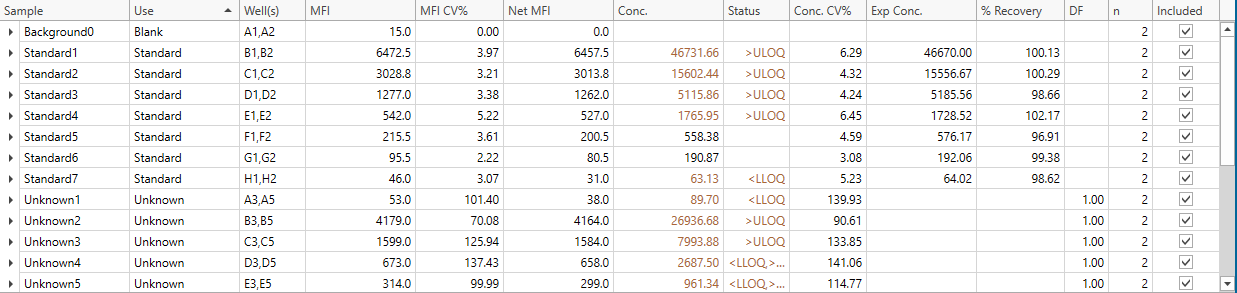 Sample Use Well(s) MFI MFI CV% Net MFI Conc. Status Conc. CV% Exp Conc. % Recovery DF n Included
Background0 Blank A1,A2 15.0 0.00 0.0 2
Standard1 Standard B1,B2 6472.5 3.97 6457.5 46731.66 >ULOQ 6.29 46670.00 100.13 2
Standard2 Standard C1,C2 3028.8 3.21 3013.8 15602.44 >ULOQ 4.32 15556.67 100.29 2
Standard3 Standard D1,D2 1277.0 3.38 1262.0 5115.86 >ULOQ 4.24 5185.56 98.66 2
Standard4 Standard E1,E2 542.0 5.22 527.0 1765.95 >ULOQ 6.45 1728.52 102.17 2
Standard5 Standard F1,F2 215.5 3.61 200.5 558.38 4.59 576.17 96.91 2
Standard6 Standard G1,G2 95.5 2.22 80.5 190.87 3.08 192.06 99.38 2
Standard7 Standard H1,H2 46.0 3.07 31.0 63.13 <LLOQ 5.23 64.02 98.62 2
Unknown1 Unknown A3,A5 53.0 101.40 38.0 89.70 <LLOQ 139.93 1.00 2
Unknown2 Unknown B3,B5 4179.0 70.08 4164.0 26936.68 >ULOQ 90.61 1.00 2
Unknown3 Unknown C3,C5 1599.0 125.94 1584.0 7993.88 >ULOQ 133.85 1.00 2
Unknown4 Unknown D3,D5 673.0 137.43 658.0 2687.50 <LLOQ,>... 141.06 1.00 2
Unknown5 Unknown E3,E5 314.0 99.99 299.0 961.34 <LLOQ,>... 114.77 1.00 2